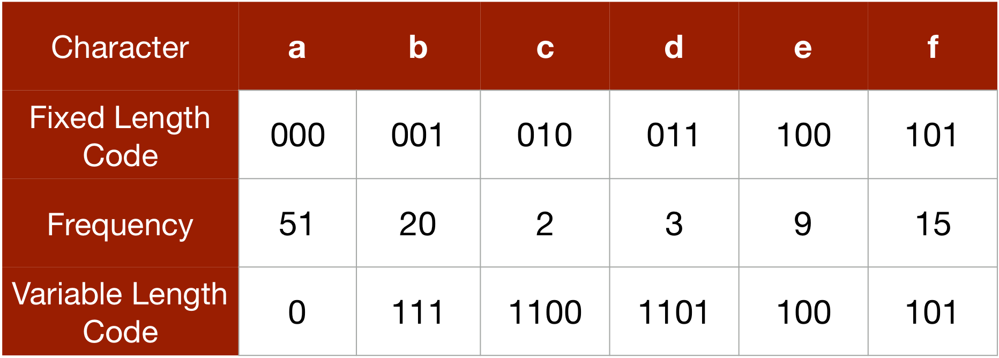 Character a b c d e f
Fixed Length
Code
000 001 010 011 100 101
Frequency 51 20 2 3 9 15
Variable Length
Code
0 111 1100 1101 100 101